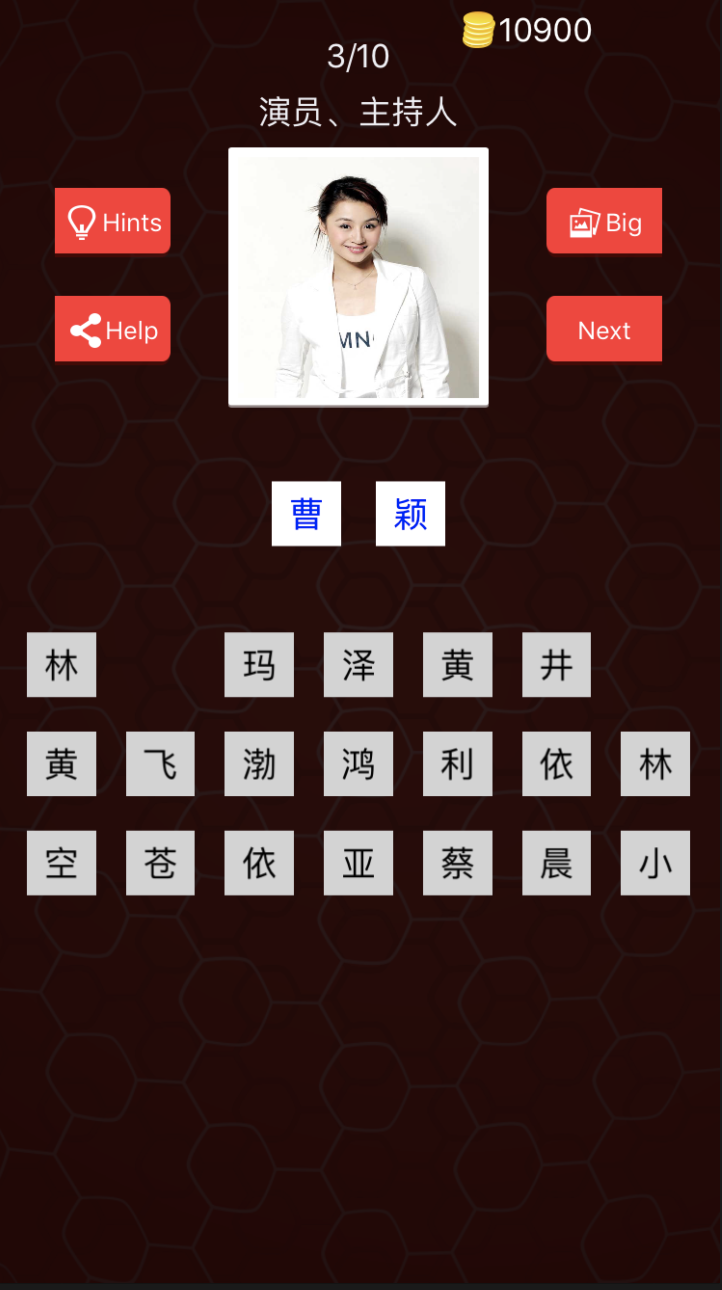 10900
3/10
演员、主持人
Hints
Big
MN
Help
Next
曹 颖
林 玛 泽 黄 井
黄 飞 渤 鸿 利 依 林
空 苍 依 亚 蔡 晨 小